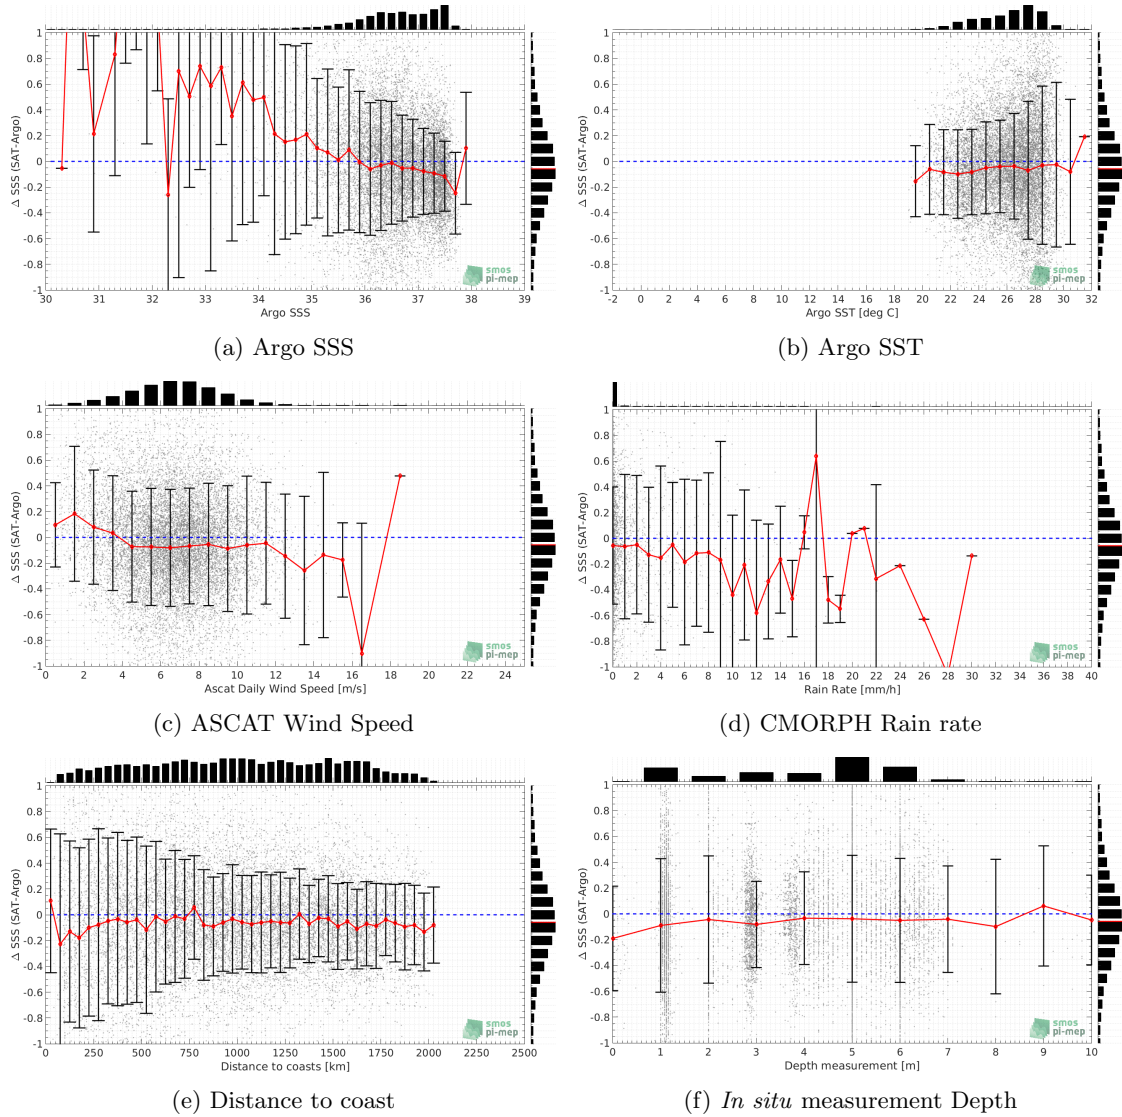 1
0.8
0.6
0.4
0.2
0
-0.2
-0.4
-0.6
-0.8
-1
Δ SSS (SAT-Argo)
smos
pi-mep
30 31 32 33 34 35 36 37 38 39
Argo SSS
(a) Argo SSS
1
0.8
0.6
0.4
0.2
0
-0.2
-0.4
-0.6
-0.8
-1
Δ SSS (SAT-Argo)
smos
pi-mep
-2 0 2 4 6 8 10 12 14 16 18 20 22 24 26 28 30 32
Argo SST [deg C]
(b) Argo SST
1
0.8
0.6
0.4
0.2
0
-0.2
-0.4
-0.6
-0.8
-1
Δ SSS (SAT-Argo)
smos
pi-mep
0 2 4 6 8 10 12 14 16 18 20 22 24
Ascat Daily Wind Speed [m/s]
(c) ASCAT Wind Speed
1
0.8
0.6
0.4
0.2
0
-0.2
-0.4
-0.6
-0.8
-1
Δ SSS (SAT-Argo)
smos
pi-mep
0 2 4 6 8 10 12 14 16 18 20 22 24 26 28 30 32 34 36 38 40
Rain Rate [mm/h]
(d) CMORPH Rain rate
1
0.8
0.6
0.4
0.2
0
-0.2
-0.4
-0.6
-0.8
-1
Δ SSS (SAT-Argo)
smos
pi-mep
0 250 500 750 1000 1250 1500 1750 2000 2250 2500
Distance to coasts [km]
(e) Distance to coast
1
0.8
0.6
0.4
0.2
0
-0.2
-0.4
-0.6
-0.8
-1
Δ SSS (SAT-Argo)
smos
pi-mep
0 1 2 3 4 5 6 7 8 9 10
Depth measurement [m]
(f) In situ measurement Depth